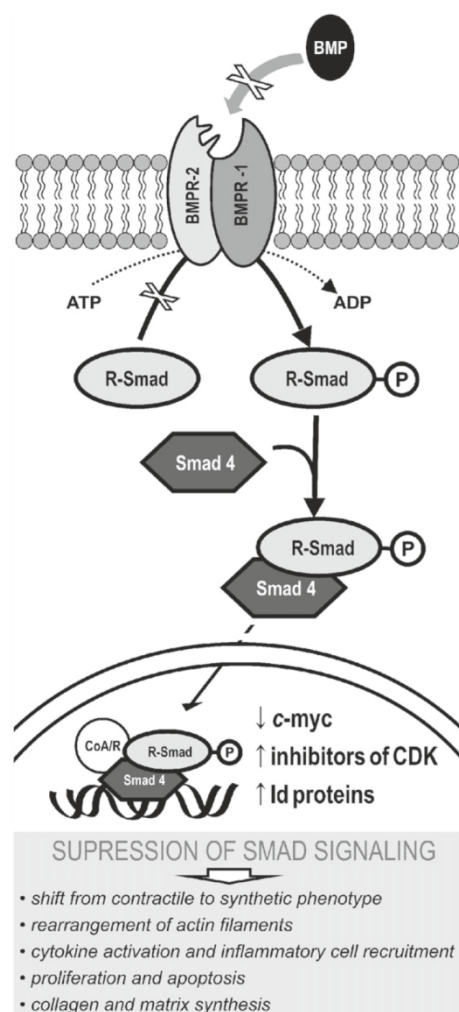 BMP
BMPR-2
BMPR -1
ATP
ADP
R-Smad
R-Smad
P
Smad 4
R-Smad
P
Smad 4
↓ c-myc
CoA/R
R-Smad
P
↑ inhibitors of CDK
Smad 4
↑ Id proteins
SUPRESSION OF SMAD SIGNALING
• shift from contractile to synthetic phenotype
• rearrangement of actin filaments
• cytokine activation and inflammatory cell recruitment
• proliferation and apoptosis
• collagen and matrix synthesis